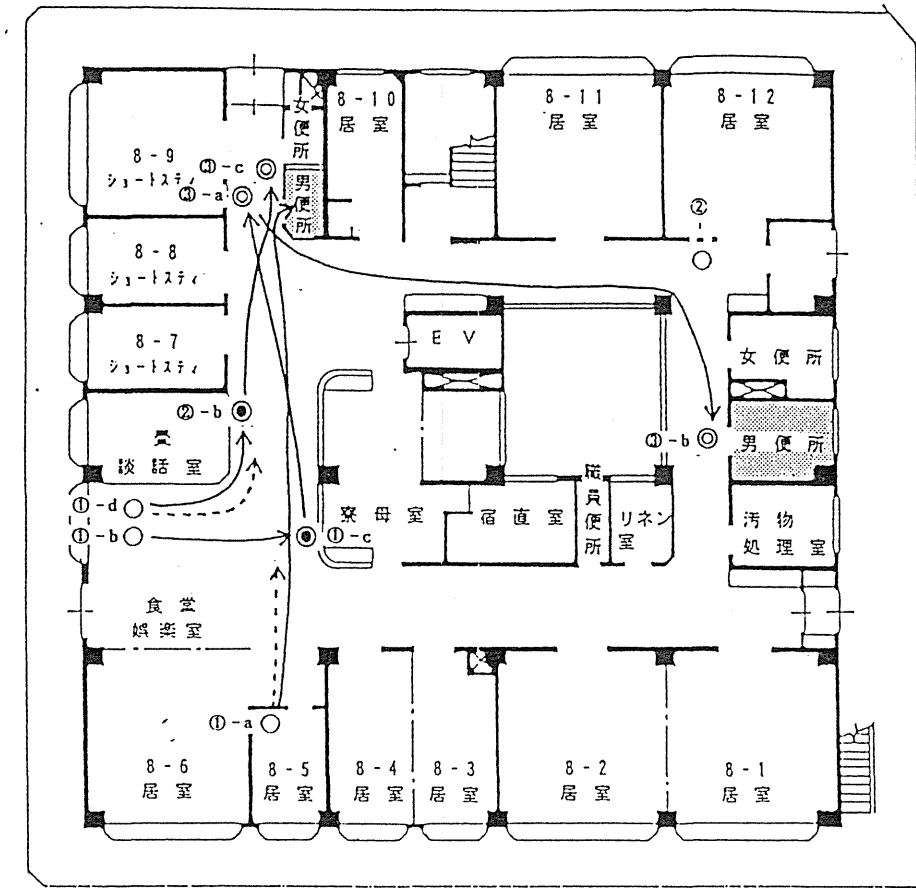 8-10
居室
8-11
居室
8-12
居室
女便所
男便所
8-9
ショートスティ
③-c
③-a
②
8-8
ショートスティ
8-7
ショートスティ
EV
女便所
②-b
③-b
男便所
畳
談話室
①-d
①-b
①-c
寮母室
宿直室
職員便所
リネン
室
汚物
処理室
食堂
娯楽室
①-a
8-6
居室
8-5
居室
8-4
居室
8-3
居室
8-2
居室
8-1
居室